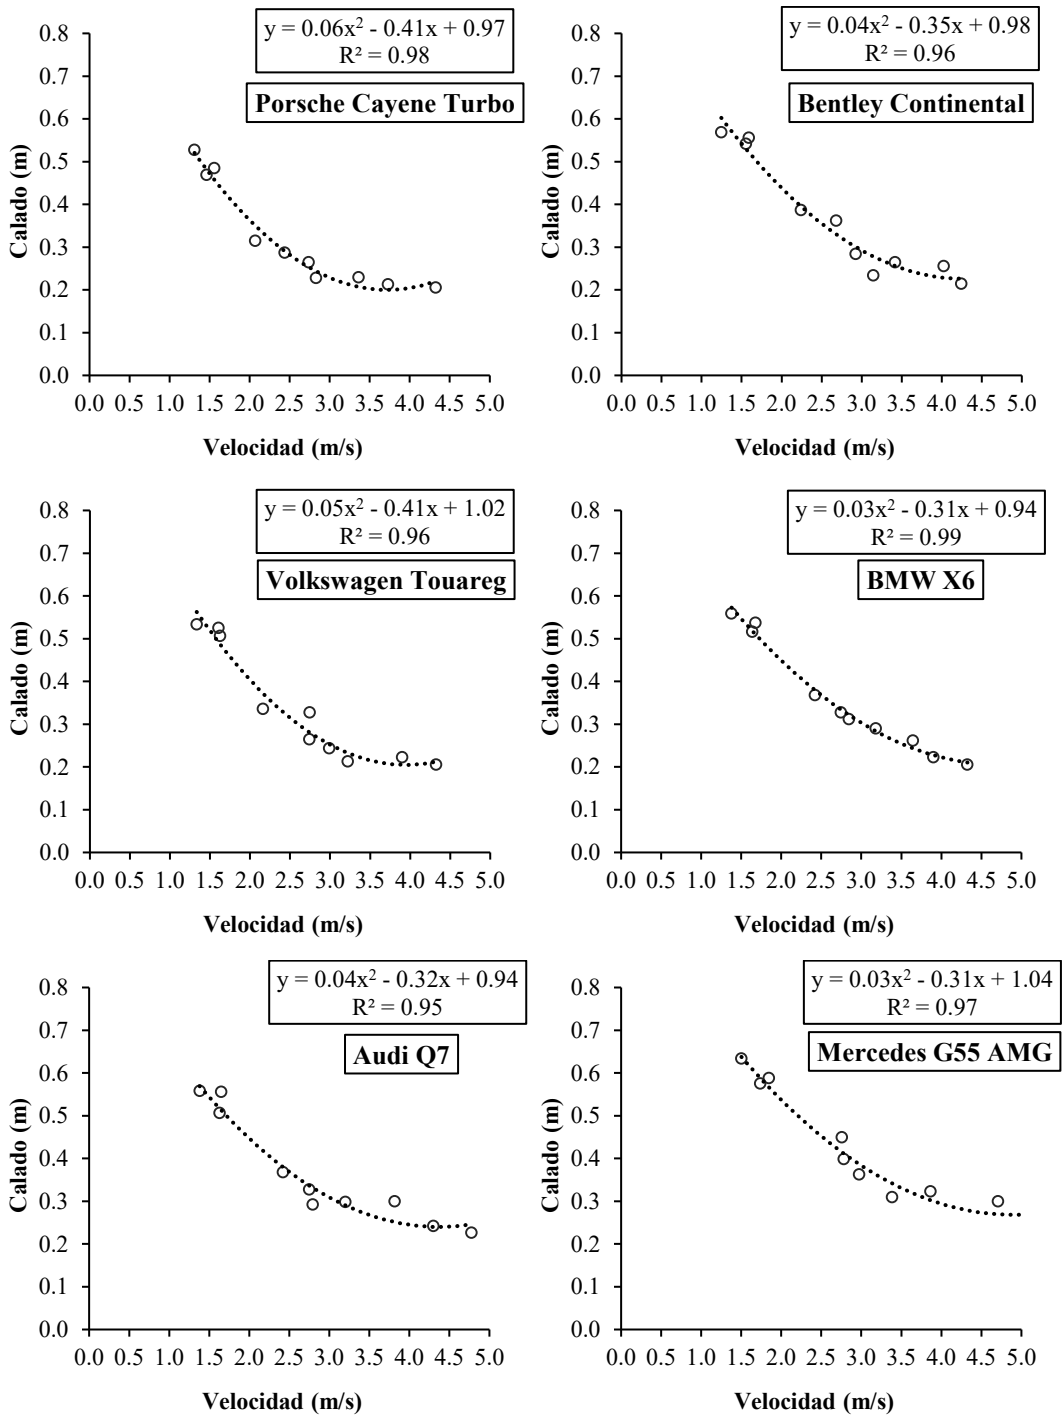 y = 0.06x² - 0.41x + 0.97
R² = 0.98
Porsche Cayene Turbo
Calado (m)
0.8
0.7
0.6
0.5
0.4
0.3
0.2
0.1
0.0
0.0 0.5 1.0 1.5 2.0 2.5 3.0 3.5 4.0 4.5 5.0
Velocidad (m/s)
y = 0.04x² - 0.35x + 0.98
R² = 0.96
Bentley Continental
Calado (m)
0.8
0.7
0.6
0.5
0.4
0.3
0.2
0.1
0.0
0.0 0.5 1.0 1.5 2.0 2.5 3.0 3.5 4.0 4.5 5.0
Velocidad (m/s)
y = 0.05x² - 0.41x + 1.02
R² = 0.96
Volkswagen Touareg
Calado (m)
0.8
0.7
0.6
0.5
0.4
0.3
0.2
0.1
0.0
0.0 0.5 1.0 1.5 2.0 2.5 3.0 3.5 4.0 4.5 5.0
Velocidad (m/s)
y = 0.03x² - 0.31x + 0.94
R² = 0.99
BMW X6
Calado (m)
0.8
0.7
0.6
0.5
0.4
0.3
0.2
0.1
0.0
0.0 0.5 1.0 1.5 2.0 2.5 3.0 3.5 4.0 4.5 5.0
Velocidad (m/s)
y = 0.04x² - 0.32x + 0.94
R² = 0.95
Audi Q7
Calado (m)
0.8
0.7
0.6
0.5
0.4
0.3
0.2
0.1
0.0
0.0 0.5 1.0 1.5 2.0 2.5 3.0 3.5 4.0 4.5 5.0
Velocidad (m/s)
y = 0.03x² - 0.31x + 1.04
R² = 0.97
Mercedes G55 AMG
Calado (m)
0.8
0.7
0.6
0.5
0.4
0.3
0.2
0.1
0.0
0.0 0.5 1.0 1.5 2.0 2.5 3.0 3.5 4.0 4.5 5.0
Velocidad (m/s)